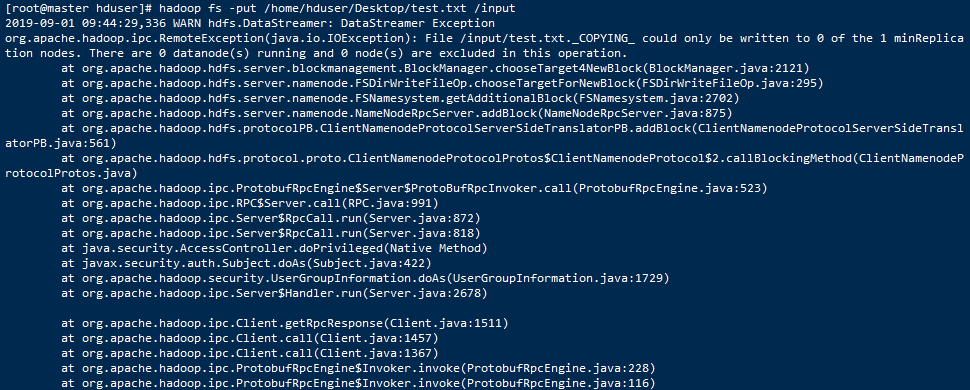 [root@master hduser]# hadoop fs -put /home/hduser/Desktop/test.txt /input
2019-09-01 09:44:29,336 WARN hdfs.DataStreamer: DataStreamer Exception
org.apache.hadoop.ipc.RemoteException(java.io.IOException): File /input/test.txt._COPYING_ could only be written to 0 of the 1 minReplica
tion nodes. There are 0 datanode(s) running and 0 node(s) are excluded in this operation.
at org.apache.hadoop.hdfs.server.blockmanagement.BlockManager.chooseTarget4NewBlock(BlockManager.java:2121)
at org.apache.hadoop.hdfs.server.namenode.FSDirWriteFileOp.chooseTargetForNewBlock(FSDirWriteFileOp.java:295)
at org.apache.hadoop.hdfs.server.namenode.FSNamesystem.getAdditionalBlock(FSNamesystem.java:2702)
at org.apache.hadoop.hdfs.server.namenode.NameNodeRpcServer.addBlock(NameNodeRpcServer.java:875)
at org.apache.hadoop.hdfs.protocolPB.ClientNamenodeProtocolServerSideTranslatorPB.addBlock(ClientNamenodeProtocolServerSideTransl
atorPB.java:561)
at org.apache.hadoop.hdfs.protocol.proto.ClientNamenodeProtocolProtos$ClientNamenodeProtocol$2.callBlockingMethod(ClientNamenodeP
rotocolProtos.java)
at org.apache.hadoop.ipc.ProtobufRpcEngine$Server$ProtoBufRpcInvoker.call(ProtobufRpcEngine.java:523)
at org.apache.hadoop.ipc.RPC$Server.call(RPC.java:991)
at org.apache.hadoop.ipc.Server$RpcCall.run(Server.java:872)
at org.apache.hadoop.ipc.Server$RpcCall.run(Server.java:818)
at java.security.AccessController.doPrivileged(Native Method)
at javax.security.auth.Subject.doAs(Subject.java:422)
at org.apache.hadoop.security.UserGroupInformation.doAs(UserGroupInformation.java:1729)
at org.apache.hadoop.ipc.Server$Handler.run(Server.java:2678)
at org.apache.hadoop.ipc.Client.getRpcResponse(Client.java:1511)
at org.apache.hadoop.ipc.Client.call(Client.java:1457)
at org.apache.hadoop.ipc.Client.call(Client.java:1367)
at org.apache.hadoop.ipc.ProtobufRpcEngine$Invoker.invoke(ProtobufRpcEngine.java:228)
at org.apache.hadoop.ipc.ProtobufRpcEngine$Invoker.invoke(ProtobufRpcEngine.java:116)